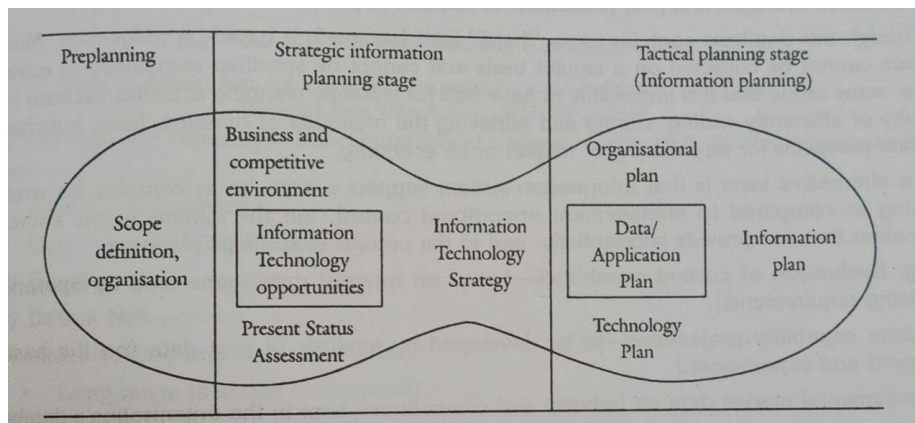 Preplanning
Strategic information
planning stage
Tactical planning stage
(Information planning)
Business and
competitive
environment
Organisational
plan
Scope
definition,
organisation
Information
Technology
opportunities
Information
Technology
Strategy
Data/
Application
Plan
Information
plan
Present Status
Assessment
Technology
Plan